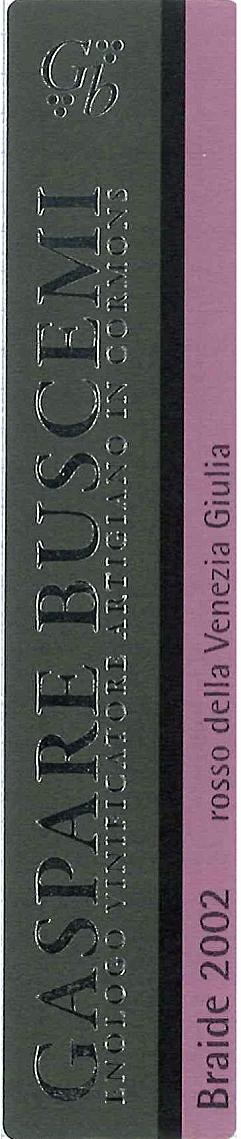 Gb
GASPARE BUSCEMI
ENOLOGO VINIFICATORE ARTIGIANO IN CORMONS
Braide 2002 rosso della Venezia Giulia